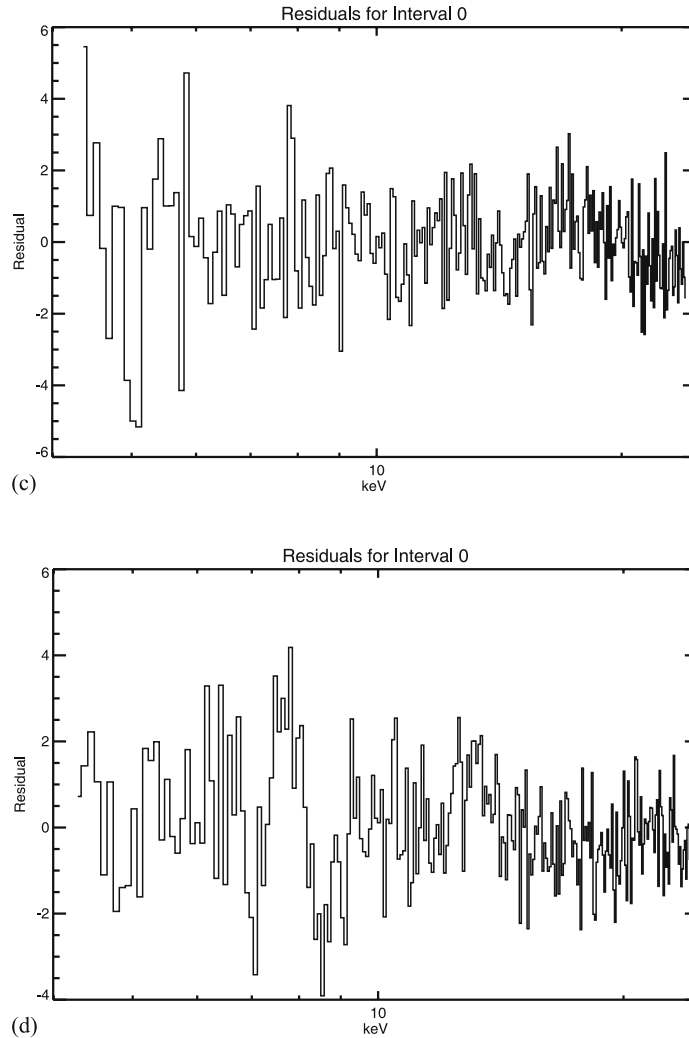 Residuals for Interval 0
6
4
2
0
-2
-4
-6
Residual
10
keV
(c)
Residuals for Interval 0
6
4
2
0
-2
-4
Residual
10
keV
(d)